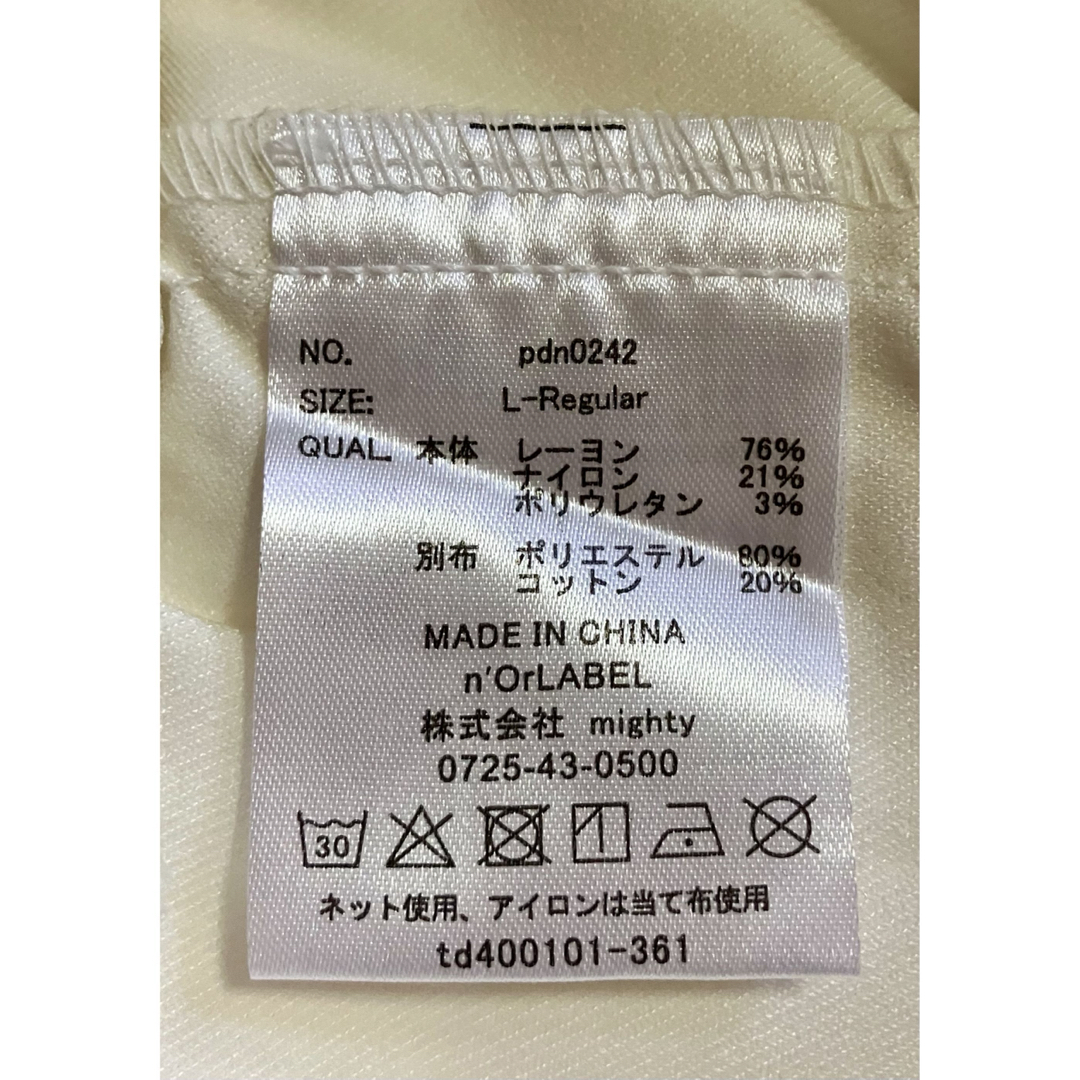 NO. pdn0242
SIZE: L-Regular
QUAL. 本体 レーヨン 76%
ナイロン 21%
ポリウレタン 3%
別布 ポリエステル 80%
コットン 20%
MADE IN CHINA
n'OrLABEL
株式会社 mighty
0725-43-0500
30
ネット使用、アイロンは当て布使用
td400101-361